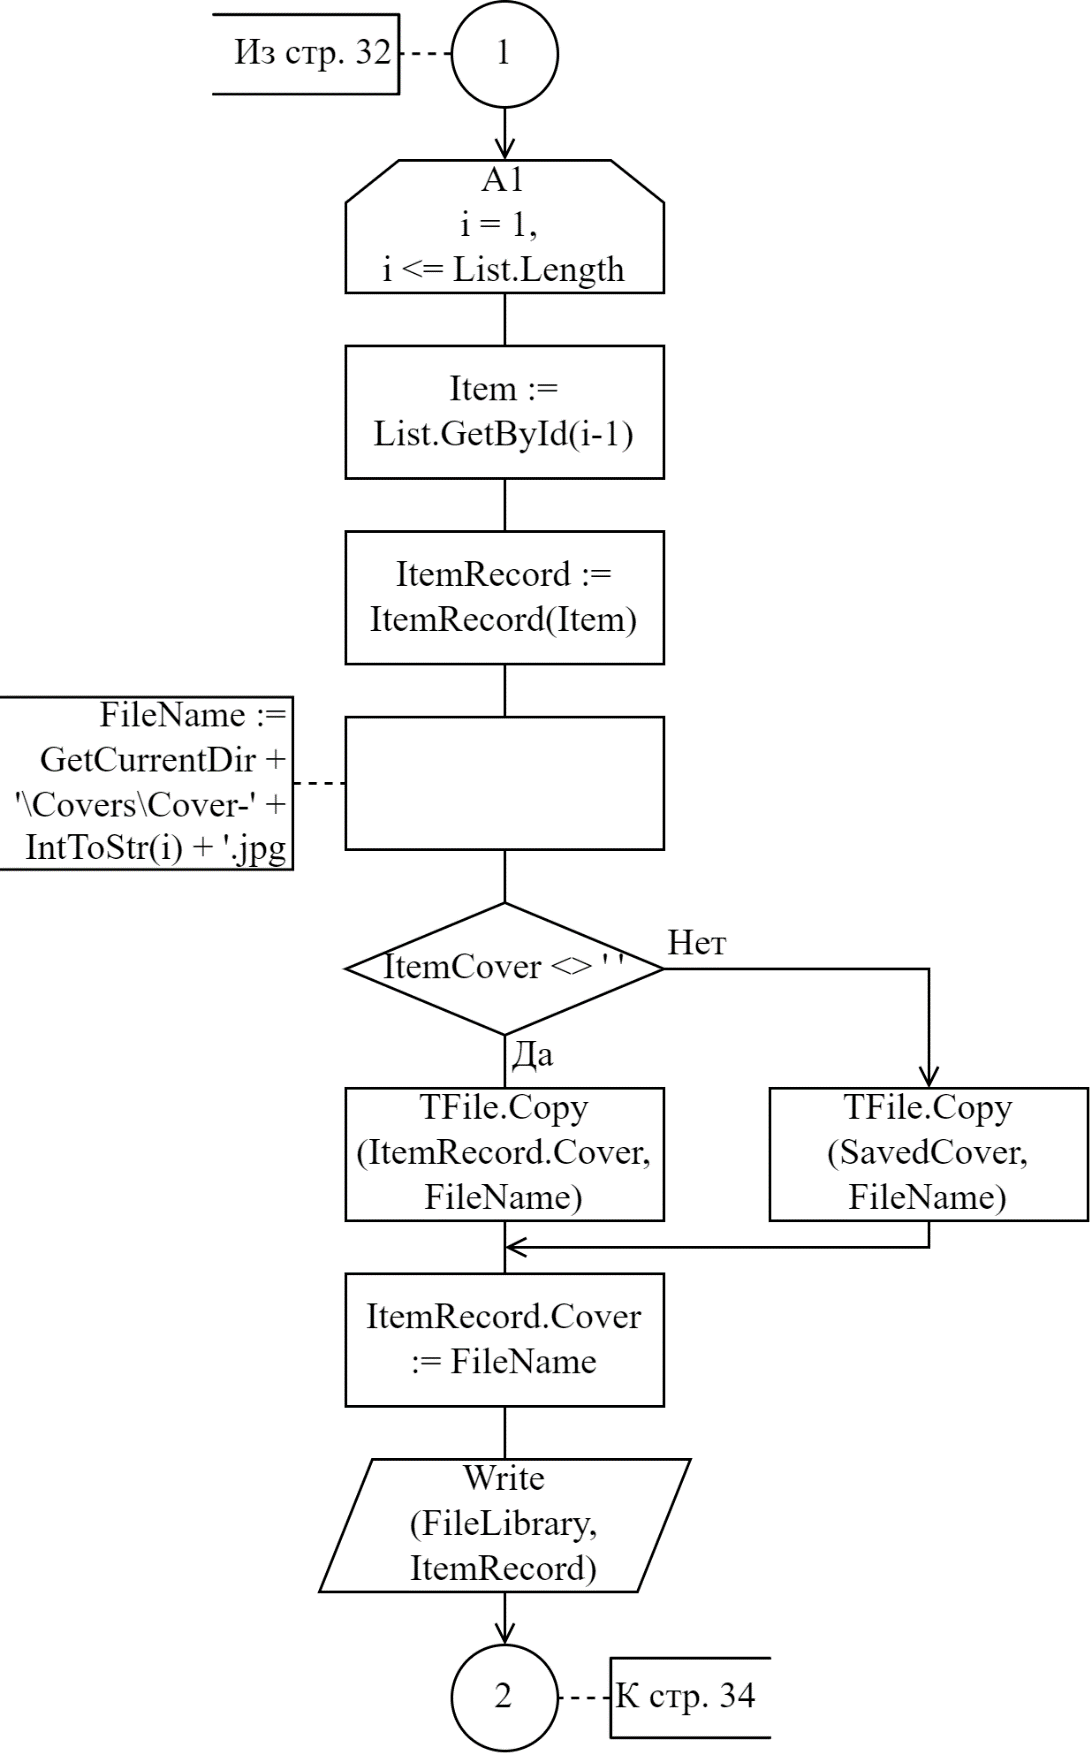 Из стр. 32
1
A1
i = 1,
i <= List.Length
Item :=
List.GetById(i-1)
ItemRecord :=
ItemRecord(Item)
FileName :=
GetCurrentDir +
'\Covers\Cover-' +
IntToStr(i) + '.jpg
ItemCover <> ' '
Нет
Да
TFile.Copy
(ItemRecord.Cover,
FileName)
TFile.Copy
(SavedCover,
FileName)
ItemRecord.Cover
:= FileName
Write
(FileLibrary,
ItemRecord)
2
К стр. 34